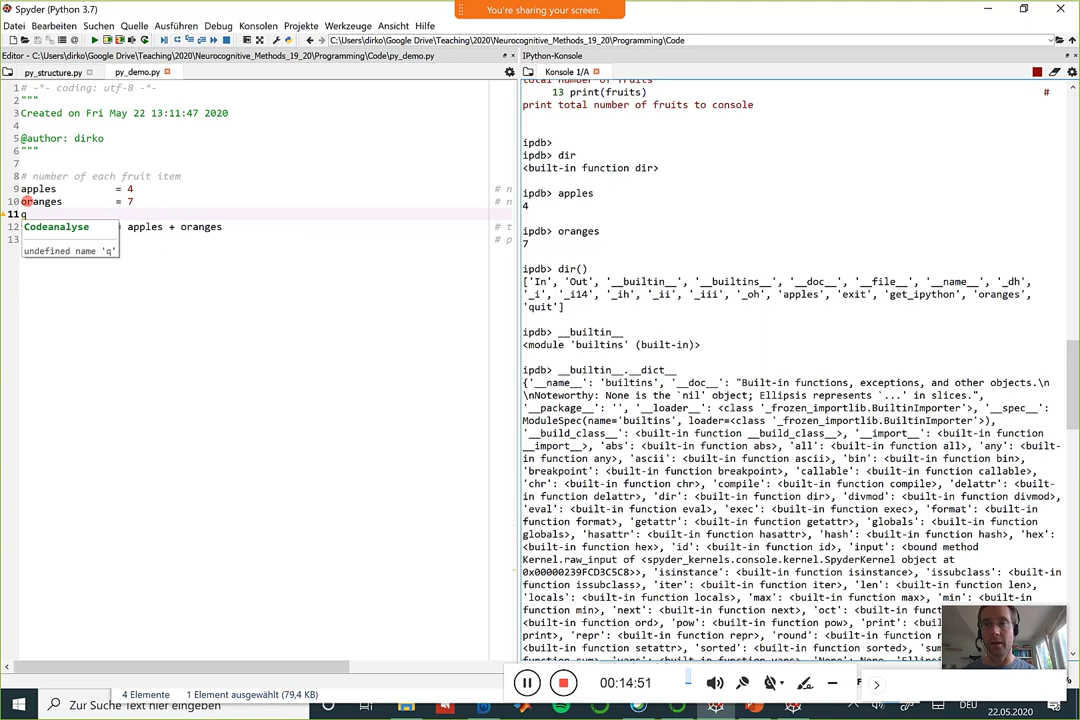 You're sharing your screen.
Spyder (Python 3.7)
Datei Bearbeiten Suchen Quelle Ausführen Debug Konsolen Projekte Werkzeuge Ansicht Hilfe
C:\Users\dirko\Google Drive\Teaching\2020\Neurocognitive_Methods_19_20\Programming\Code
Editor - C:\Users\dirko\Google Drive\Teaching\2020\Neurocognitive_Methods_19_20\Programming\Code\py_demo.py
py_structure.py
py_demo.py
1 # -*- coding: utf-8 -*-
2 """
3 Created on Fri May 22 13:11:47 2020
4
5 @author: dirko
6 """
7
8 # number of each fruit item
9 apples = 4 # n
10 oranges = 7 # n
11 q
12 = apples + oranges # t
13 # p
Codeanalyse
undefined name 'q'
IPython-Konsole
Konsole 1/A
total number of fruits
13 print(fruits) #
print total number of fruits to console
ipdb>
ipdb> dir
<built-in function dir>
ipdb> apples
4
ipdb> oranges
7
ipdb> dir()
['In', 'Out', '__builtin__', '__builtins__', '__doc__', '__file__', '__name__', '_dh',
'_i', '_i14', '_ih', '_ii', '_iii', '_oh', 'apples', 'exit', 'get_ipython', 'oranges',
'quit']
ipdb> __builtin__
<module 'builtins' (built-in)>
ipdb> __builtin__.__dict__
{'__name__': 'builtins', '__doc__': "Built-in functions, exceptions, and other objects.\n
\nNoteworthy: None is the `nil' object; Ellipsis represents `...' in slices.",
'__package__': '', '__loader__': <class '_frozen_importlib.BuiltinImporter'>, '__spec__':
ModuleSpec(name='builtins', loader=<class '_frozen_importlib.BuiltinImporter'>),
'__build_class__': <built-in function __build_class__>, '__import__': <built-in function
__import__>, 'abs': <built-in function abs>, 'all': <built-in function all>, 'any': <built-
in function any>, 'ascii': <built-in function ascii>, 'bin': <built-in function bin>,
'breakpoint': <built-in function breakpoint>, 'callable': <built-in function callable>,
'chr': <built-in function chr>, 'compile': <built-in function compile>, 'delattr': <built-
in function delattr>, 'dir': <built-in function dir>, 'divmod': <built-in function divmod>,
'eval': <built-in function eval>, 'exec': <built-in function exec>, 'format': <built-in
function format>, 'getattr': <built-in function getattr>, 'globals': <built-in function
globals>, 'hasattr': <built-in function hasattr>, 'hash': <built-in function hash>, 'hex':
<built-in function hex>, 'id': <built-in function id>, 'input': <bound method
Kernel.raw_input of <spyder_kernels.console.kernel.SpyderKernel object at
0x00000239FCD3C5C8>>, 'isinstance': <built-in function isinstance>, 'issubclass': <built-in
function issubclass>, 'iter': <built-in function iter>, 'len': <built-in function len>,
'locals': <built-in function locals>, 'max': <built-in function max>, 'min': <built-in
function min>, 'next': <built-in function next>, 'oct': <built-in
function ord>, 'pow': <built-in function pow>, 'print':
print>, 'repr': <built-in function repr>, 'round': <built-in function
function setattr>, 'sorted': <built-in function sorted>
00:14:51
4 Elemente 1 Element ausgewählt (79,4 KB)
Zur Suche Text hier eingeben
DEU
22.05.2020